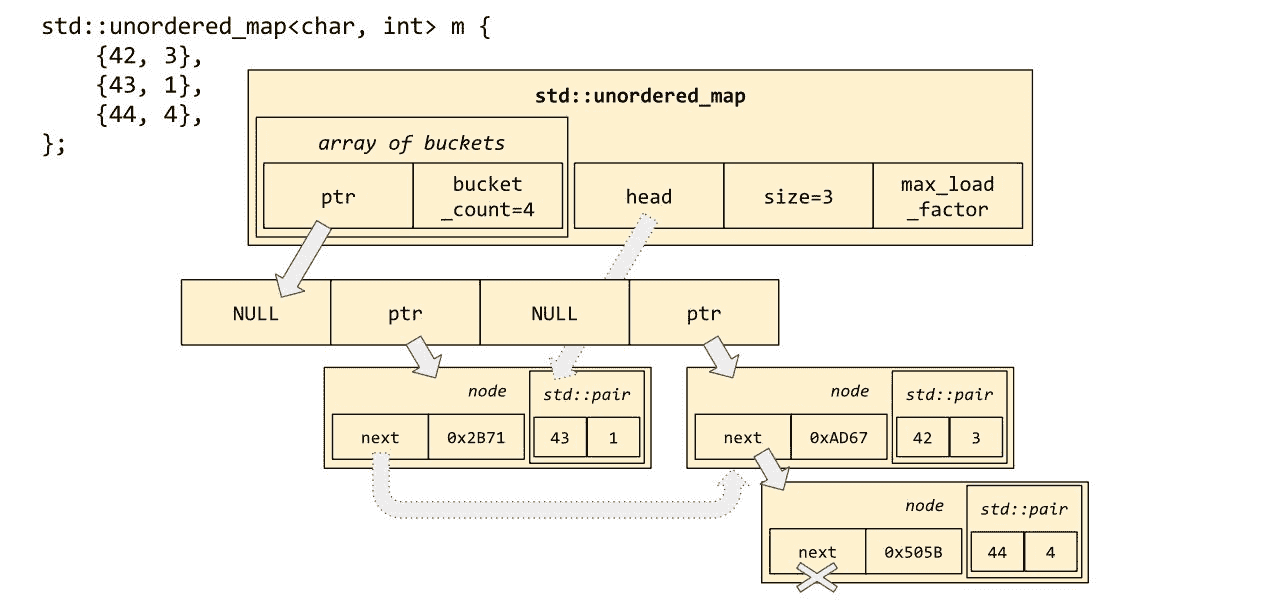 std::unordered_map<char, int> m {
{42, 3},
{43, 1},
{44, 4},
};
std::unordered_map
array of buckets
ptr
bucket
_count=4
head
size=3
max_load
_factor
NULL
ptr
NULL
ptr
node
std::pair
next
0x2B71
43
1
node
std::pair
next
0xAD67
42
3
node
std::pair
next
0x505B
44
4